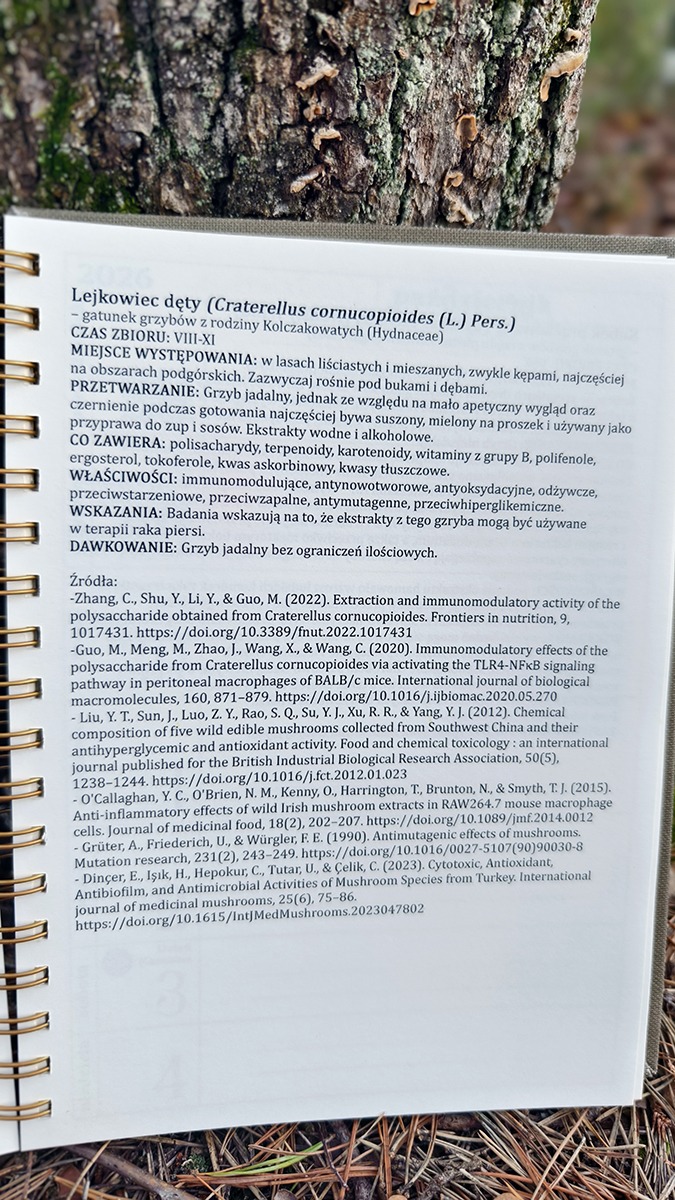 Lejkowiec dęty (Craterellus cornucopioides (L.) Pers.)
– gatunek grzybów z rodziny Kolczakowatych (Hydnaceae)
CZAS ZBIORU: VIII-XI
MIEJSCE WYSTĘPOWANIA: w lasach liściastych i mieszanych, zwykle kępami, najczęściej
na obszarach podgórskich. Zazwyczaj rośnie pod bukami i dębami.
PRZETWARZANIE: Grzyb jadalny, jednak ze względu na mało apetyczny wygląd oraz
czernienie podczas gotowania najczęściej bywa suszony, mielony na proszek i używany jako
przyprawa do zup i sosów. Ekstrakty wodne i alkoholowe.
CO ZAWIERA: polisacharydy, terpenoidy, karotenoidy, witaminy z grupy B, polifenole,
ergosterol, tokoferole, kwas askorbinowy, kwasy tłuszczowe.
WŁAŚCIWOŚCI: immunomodulujące, antynowotworowe, antyoksydacyjne, odżywcze,
przeciwstarzeniowe, przeciwzapalne, antymutagenne, przeciwhiperglikemiczne.
WSKAZANIA: Badania wskazują na to, że ekstrakty z tego gzryba mogą być używane
w terapii raka piersi.
DAWKOWANIE: Grzyb jadalny bez ograniczeń ilościowych.
Źródła:
-Zhang, C., Shu, Y., Li, Y., & Guo, M. (2022). Extraction and immunomodulatory activity of the
polysaccharide obtained from Craterellus cornucopioides. Frontiers in nutrition, 9,
1017431. https://doi.org/10.3389/fnut.2022.1017431
-Guo, M., Meng, M., Zhao, J., Wang, X., & Wang, C. (2020). Immunomodulatory effects of the
polysaccharide from Craterellus cornucopioides via activating the TLR4-NFκB signaling
pathway in peritoneal macrophages of BALB/c mice. International journal of biological
macromolecules, 160, 871–879. https://doi.org/10.1016/j.ijbiomac.2020.05.270
- Liu, Y. T., Sun, J., Luo, Z. Y., Rao, S. Q., Su, Y. J., Xu, R. R., & Yang, Y. J. (2012). Chemical
composition of five wild edible mushrooms collected from Southwest China and their
antihyperglycemic and antioxidant activity. Food and chemical toxicology : an international
journal published for the British Industrial Biological Research Association, 50(5),
1238–1244. https://doi.org/10.1016/j.fct.2012.01.023
- O'Callaghan, Y. C., O'Brien, N. M., Kenny, O., Harrington, T., Brunton, N., & Smyth, T. J. (2015).
Anti-inflammatory effects of wild Irish mushroom extracts in RAW264.7 mouse macrophage
cells. Journal of medicinal food, 18(2), 202–207. https://doi.org/10.1089/jmf.2014.0012
- Grüter, A., Friederich, U., & Würgler, F. E. (1990). Antimutagenic effects of mushrooms.
Mutation research, 231(2), 243–249. https://doi.org/10.1016/0027-5107(90)90030-8
- Dinçer, E., Işık, H., Hepokur, C., Tutar, U., & Çelik, C. (2023). Cytotoxic, Antioxidant,
Antibiofilm, and Antimicrobial Activities of Mushroom Species from Turkey. International
journal of medicinal mushrooms, 25(6), 75–86.
https://doi.org/10.1615/IntJMedMushrooms.2023047802